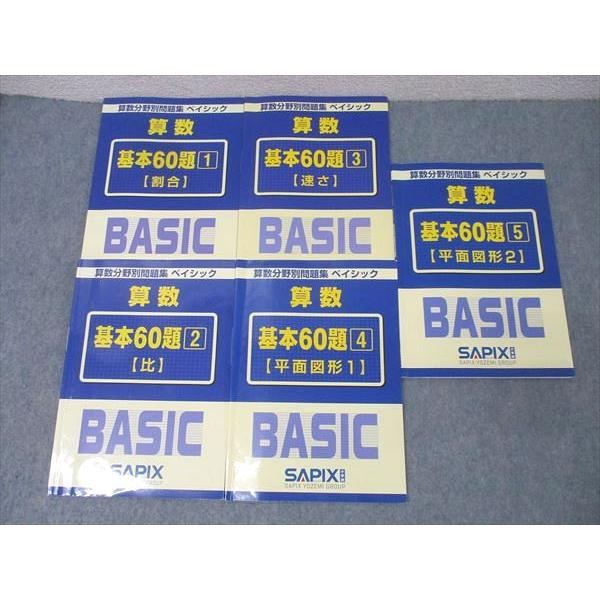 算数分野別問題集 ベイシック
算数
基本60題 1
【割合】
BASIC
算数分野別問題集 ベイシック
算数
基本60題 3
【速さ】
BASIC
算数分野別問題集 ベイシック
算数
基本60題 5
【平面図形2】
BASIC
SAPIX
SAPIX YOZEMI GROUP
算数分野別問題集 ベイシック
算数
基本60題 2
【比】
BASIC
SAPIX
GROUP
算数分野別問題集 ベイシック
算数
基本60題 4
【平面図形1】
BASIC
SAPIX
SAPIX YOZEMI GROUP